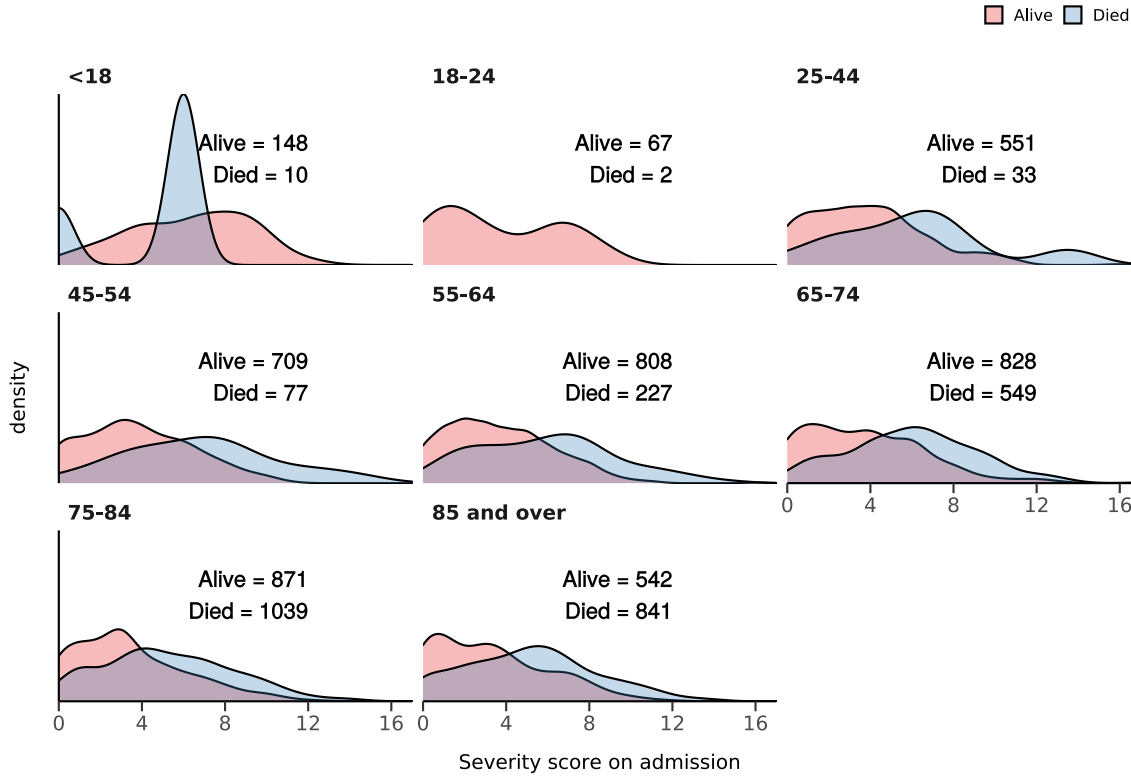 Alive Died
<18
Alive = 148
Died = 10
18-24
Alive = 67
Died = 2
25-44
Alive = 551
Died = 33
45-54
Alive = 709
Died = 77
55-64
Alive = 808
Died = 227
65-74
Alive = 828
Died = 549
0 4 8 12 16
density
75-84
Alive = 871
Died = 1039
0 4 8 12 16
85 and over
Alive = 542
Died = 841
0 4 8 12 16
Severity score on admission